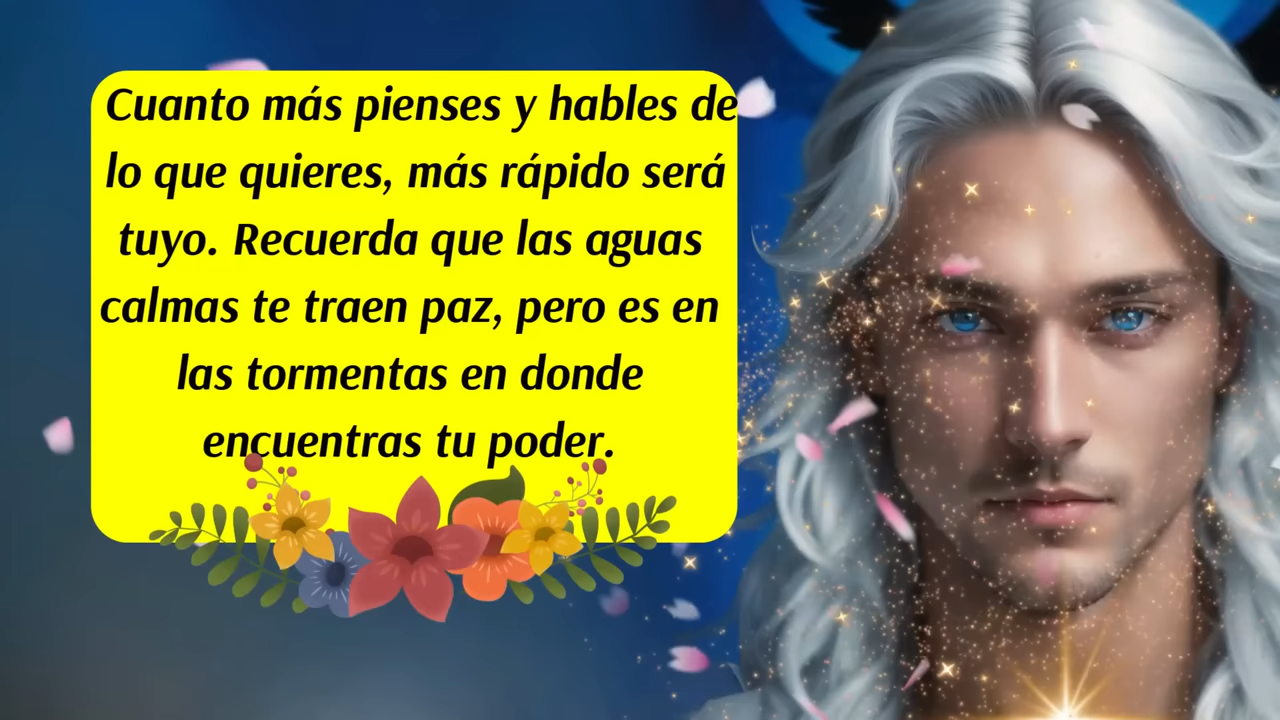 Cuanto más pienses y hables de
lo que quieres, más rápido será
tuyo. Recuerda que las aguas
calmas te traen paz, pero es en
las tormentas en donde
encuentras tu poder.